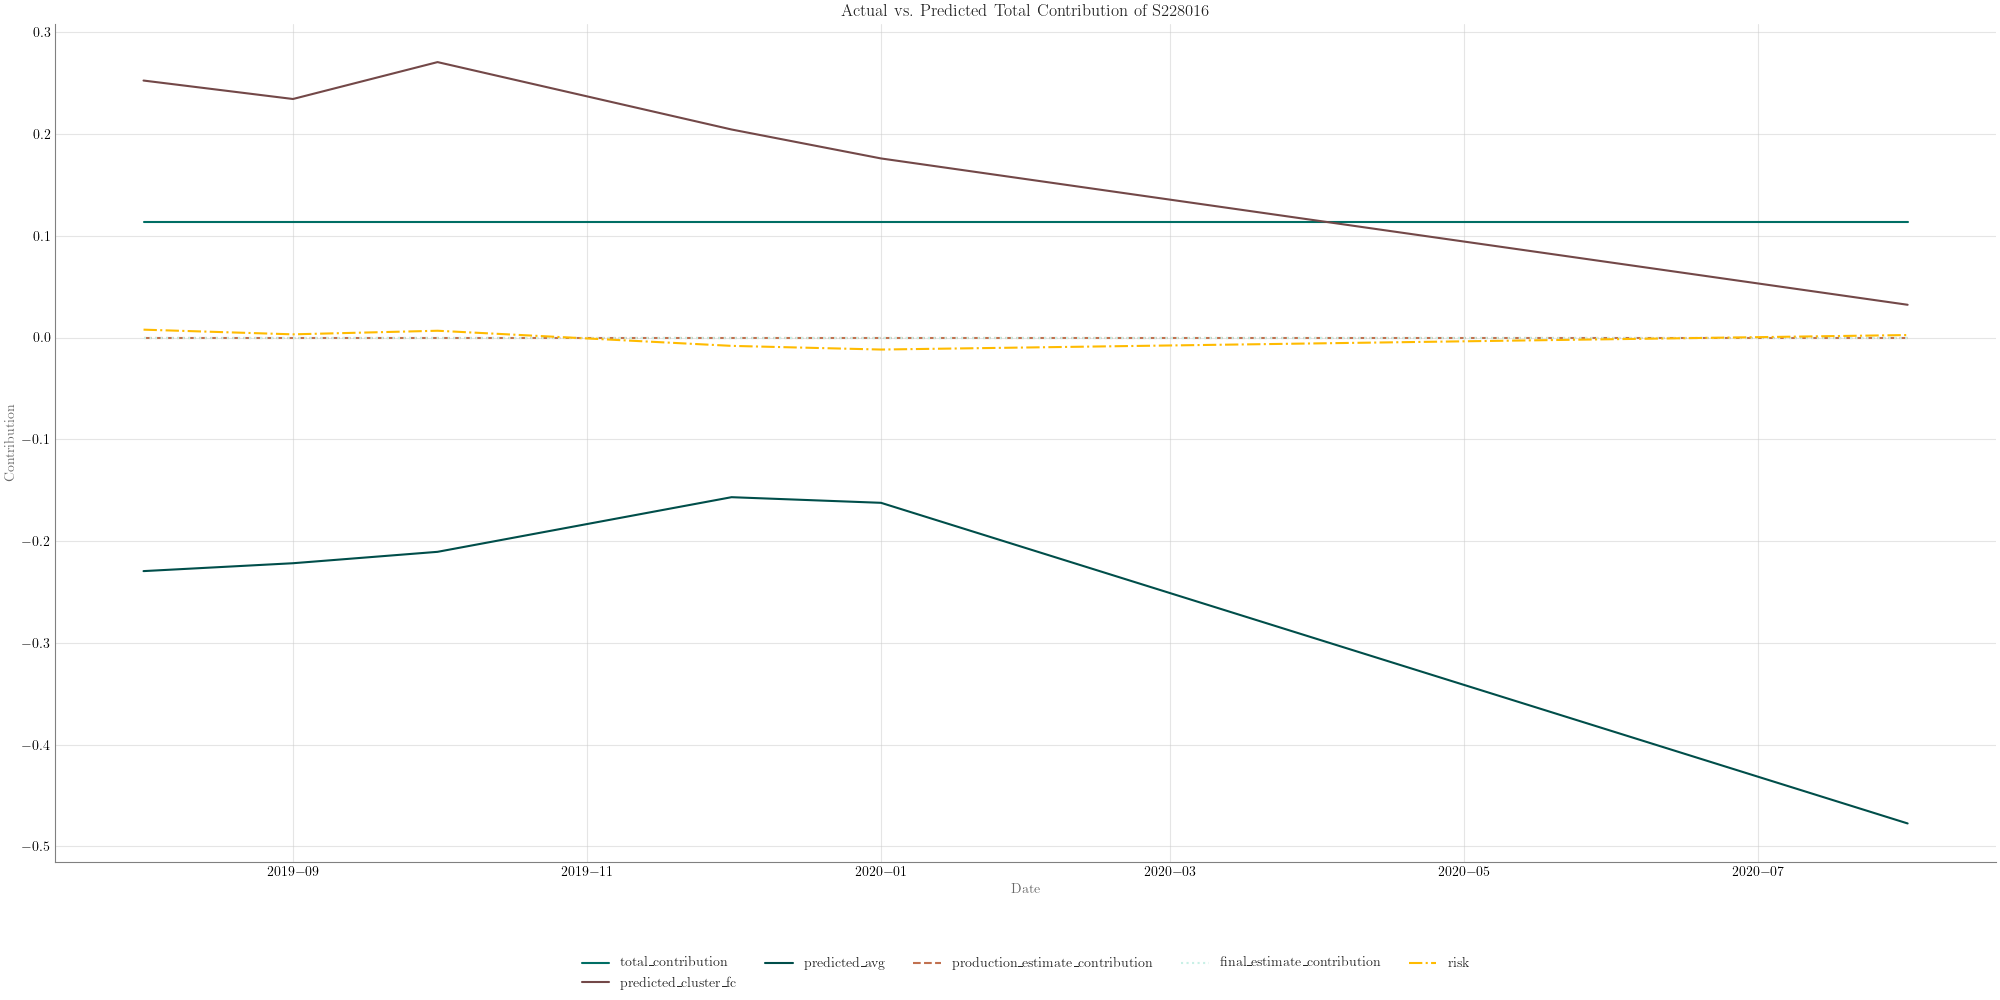 Actual vs. Predicted Total Contribution of S228016
0.3
0.2
0.1
0.0
−0.1
−0.2
−0.3
−0.4
−0.5
Contribution
2019−09 2019−11 2020−01 2020−03 2020−05 2020−07
Date
total_contribution predicted_avg production_estimate_contribution final_estimate_contribution risk
predicted_cluster_fc